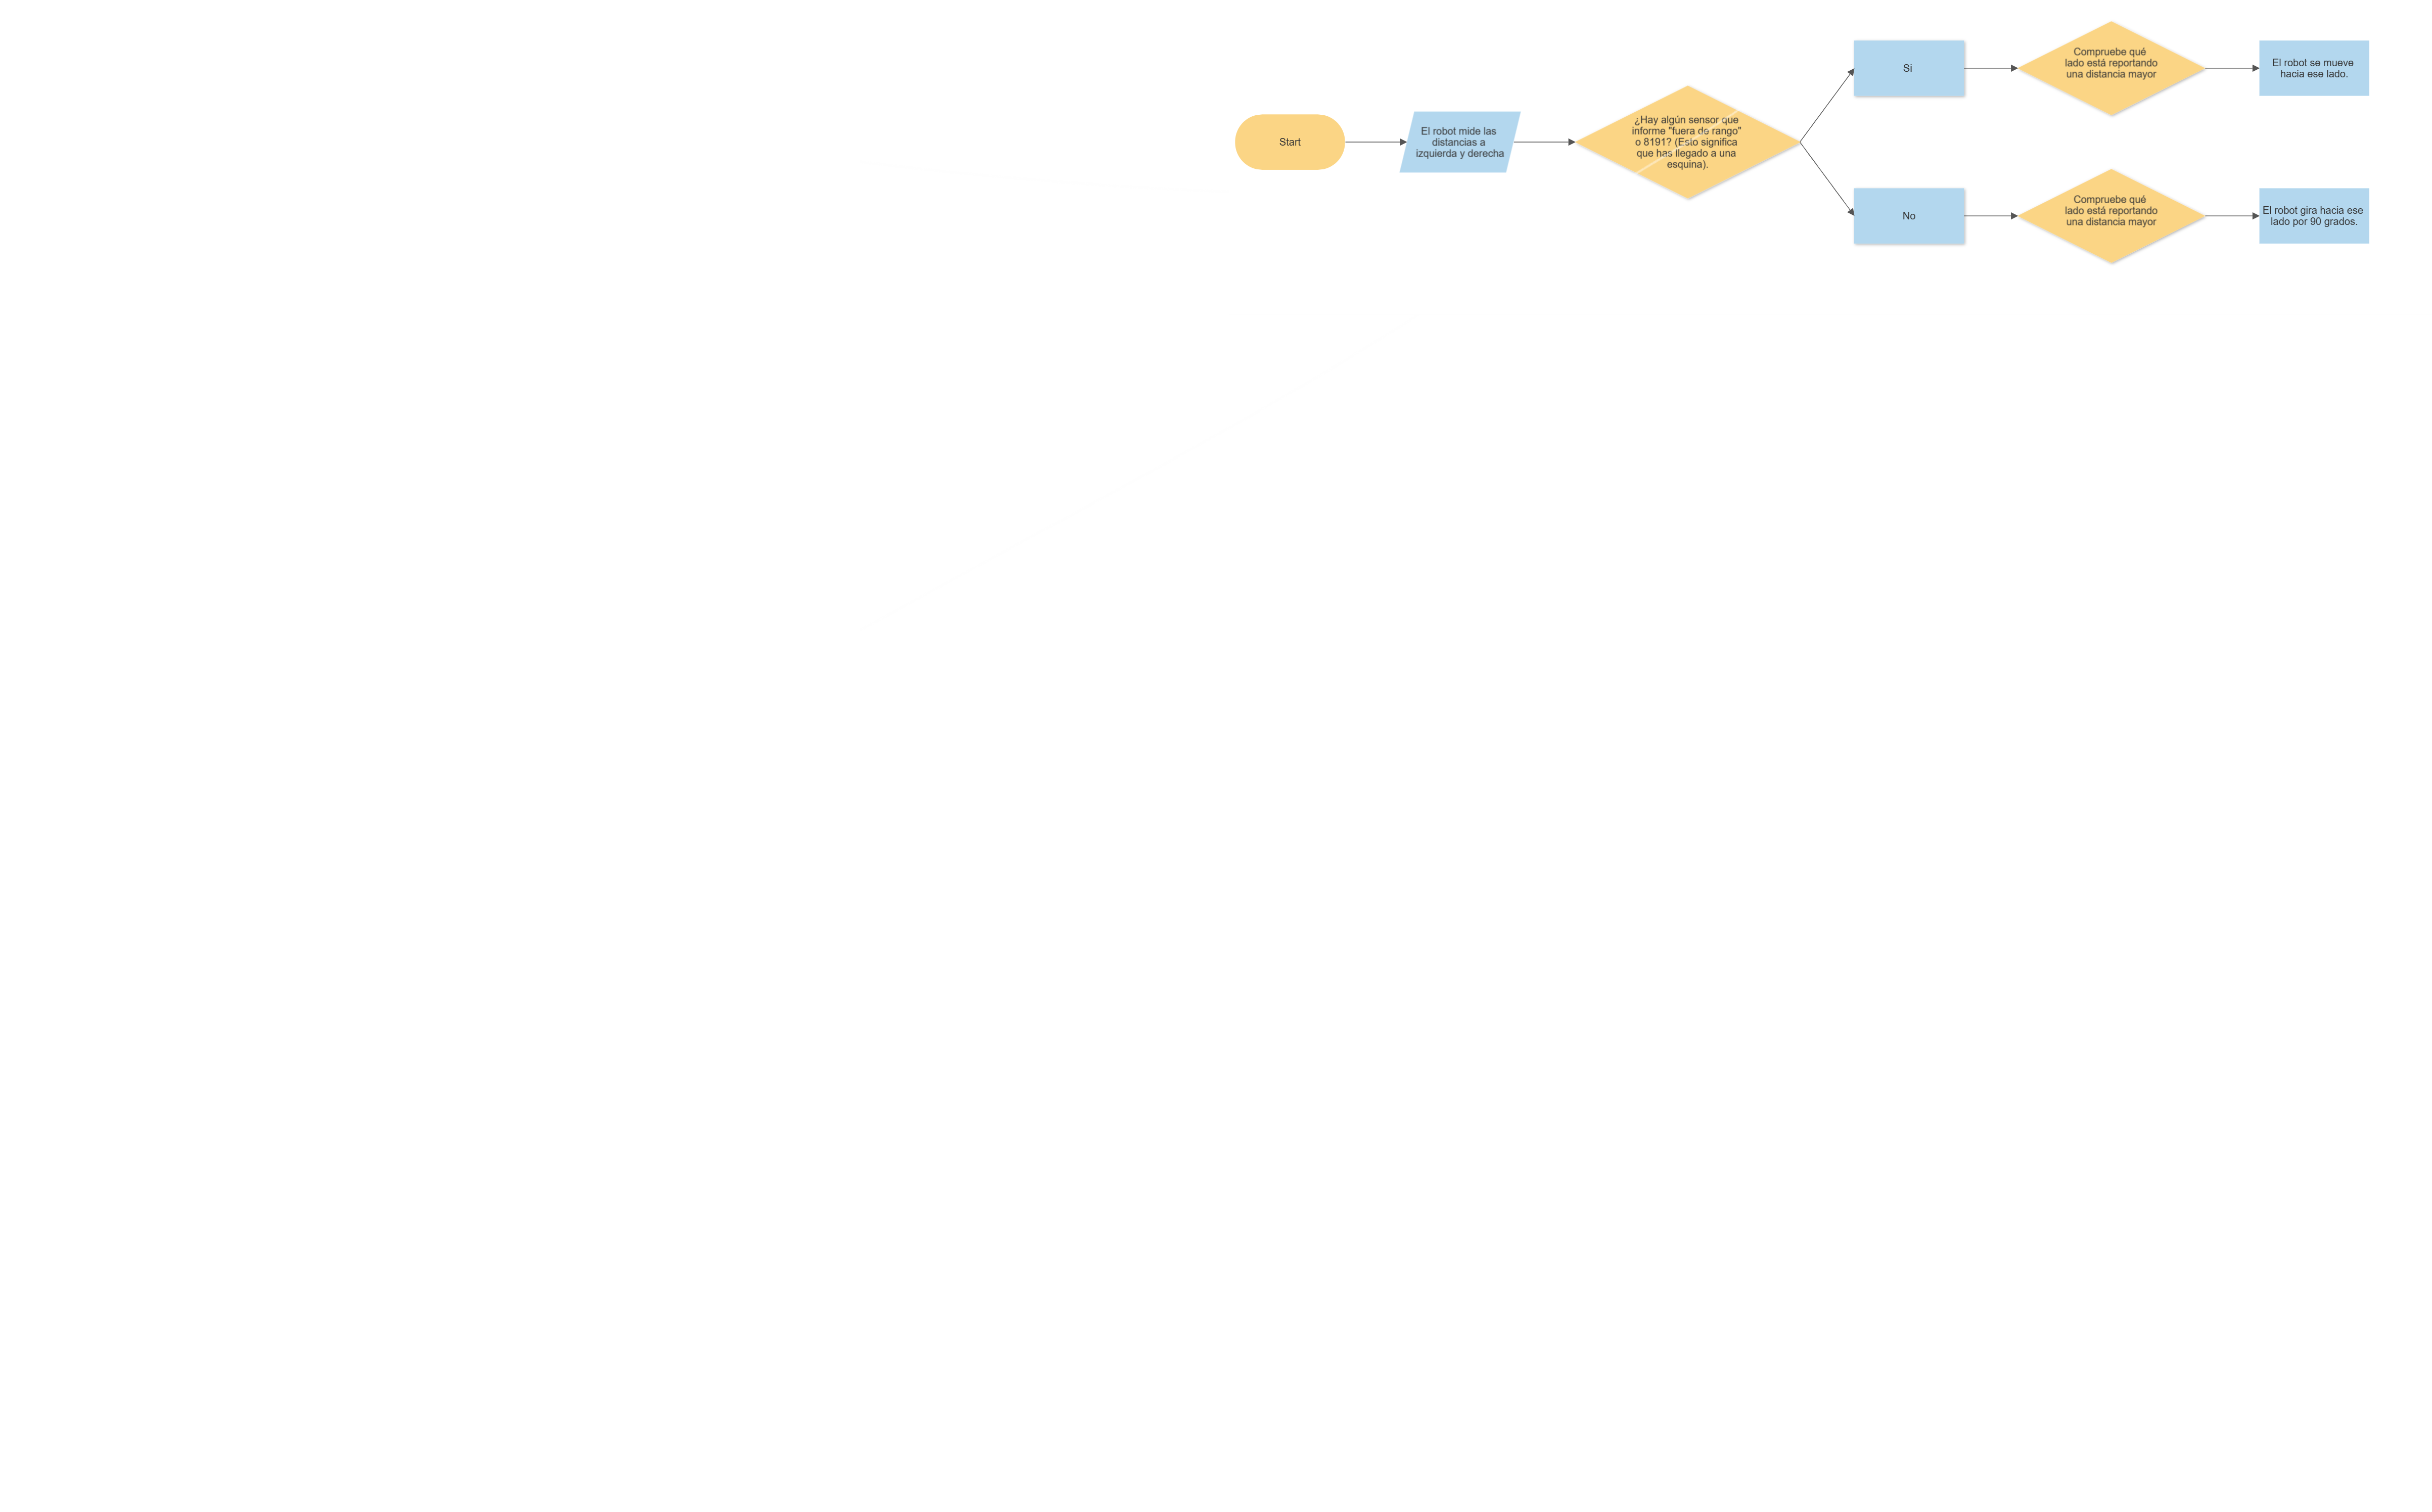 Start
El robot mide las
distancias a
izquierda y derecha
¿Hay algún sensor que
informe "fuera de rango"
o 8191? (Esto significa
que has llegado a una
esquina).
Si
Compruebe qué
lado está reportando
una distancia mayor
El robot se mueve
hacia ese lado.
No
Compruebe qué
lado está reportando
una distancia mayor
El robot gira hacia ese
lado por 90 grados.